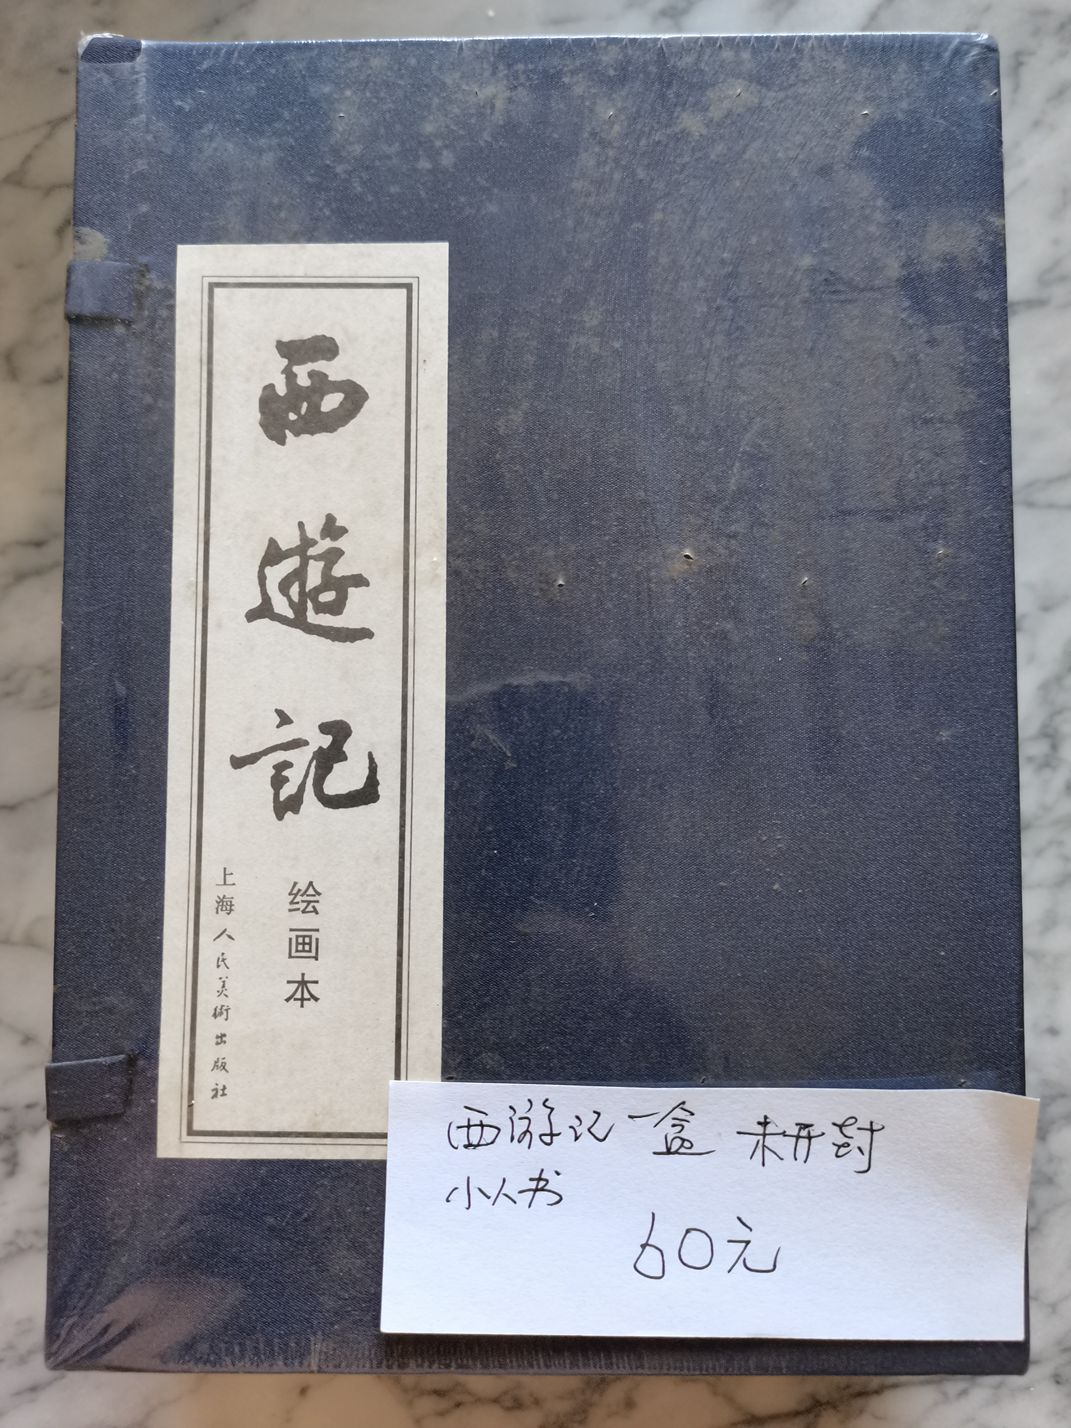 西遊記
绘画本
上海人民美術出版社
西游记一盒 未开封
小人书
60元